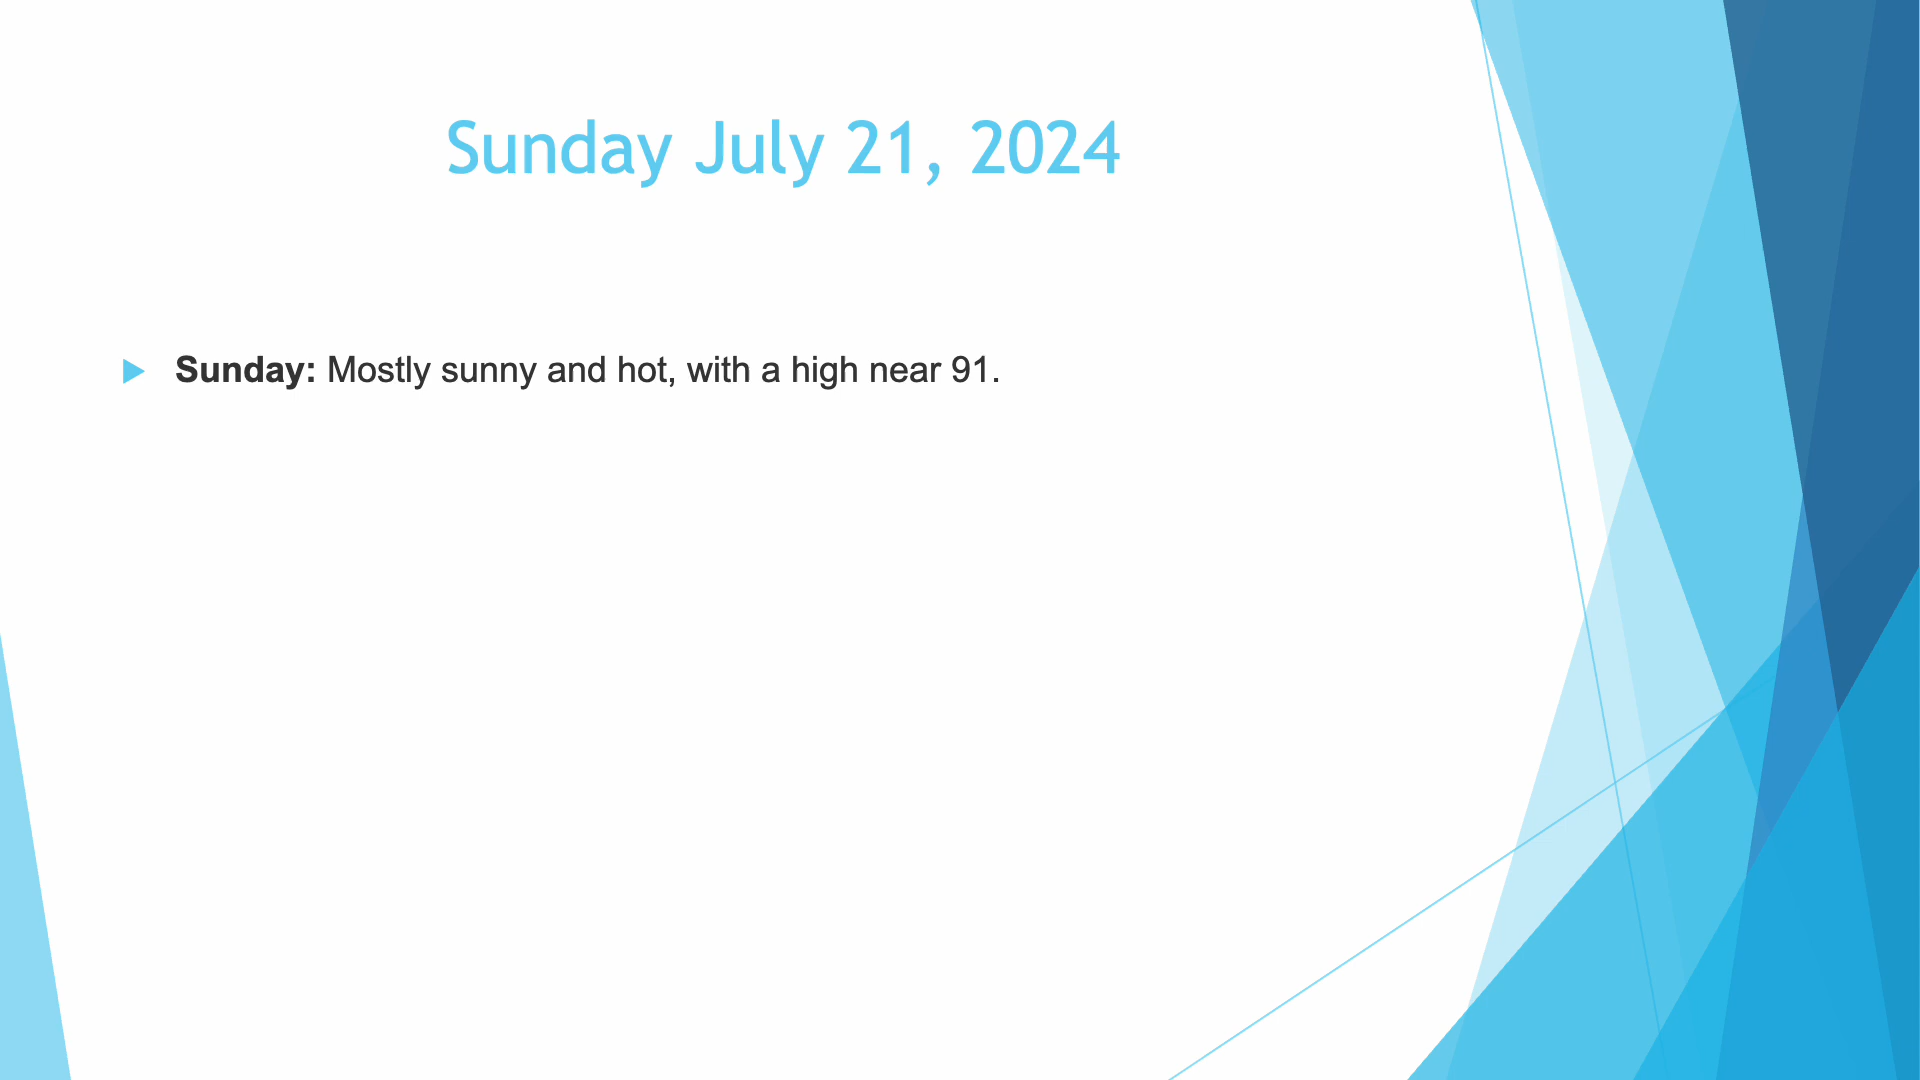 Sunday July 21, 2024
Sunday: Mostly sunny and hot, with a high near 91.